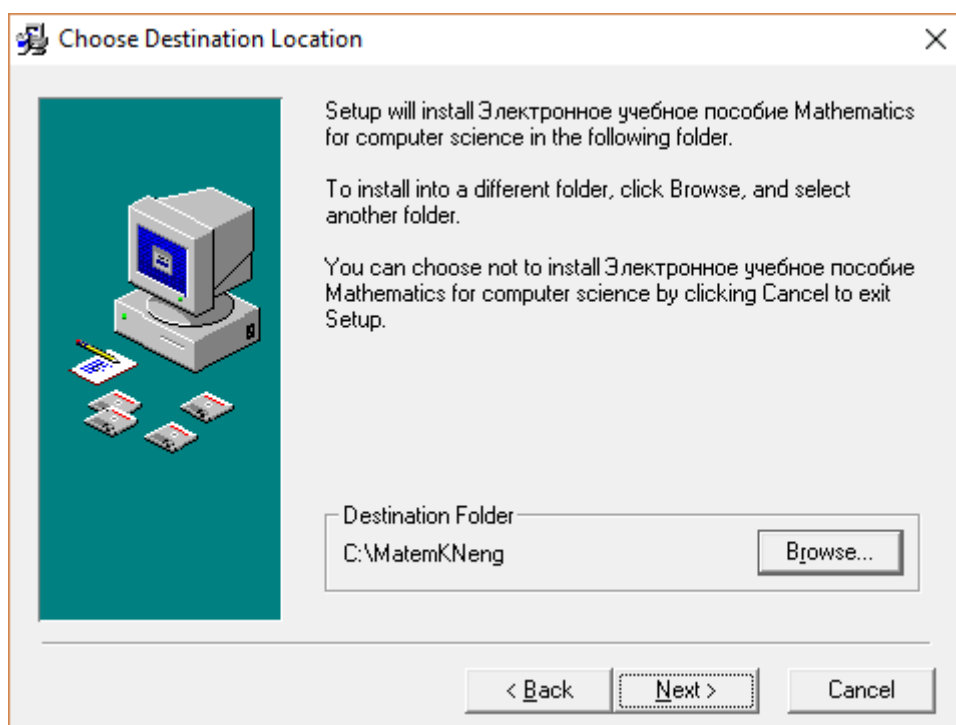 Choose Destination Location
Setup will install Электронное учебное пособие Mathematics
for computer science in the following folder.
To install into a different folder, click Browse, and select
another folder.
You can choose not to install Электронное учебное пособие
Mathematics for computer science by clicking Cancel to exit
Setup.
Destination Folder
C:\MatemKNeng
Browse...
< Back
Next >
Cancel